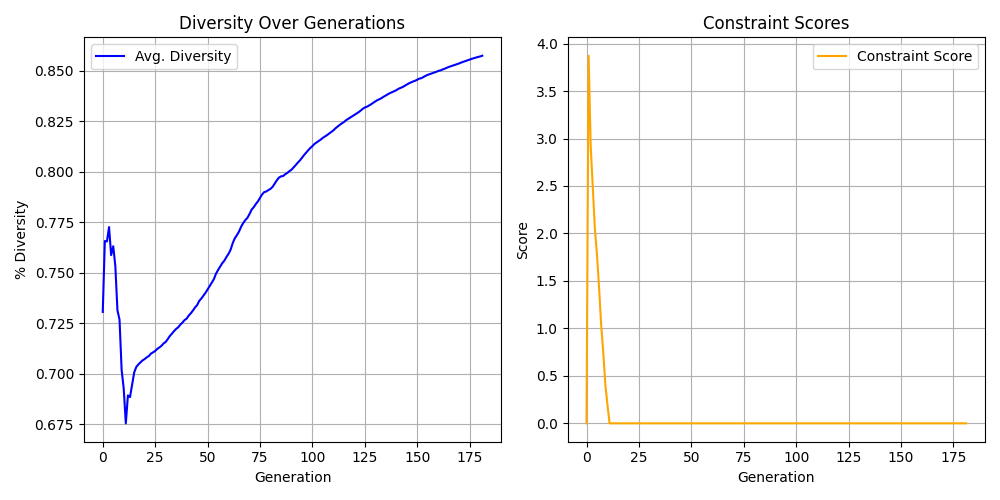 Diversity Over Generations
Avg. Diversity
% Diversity
0.850
0.825
0.800
0.775
0.750
0.725
0.700
0.675
0 25 50 75 100 125 150 175
Generation
Constraint Scores
Constraint Score
Score
4.0
3.5
3.0
2.5
2.0
1.5
1.0
0.5
0.0
0 25 50 75 100 125 150 175
Generation